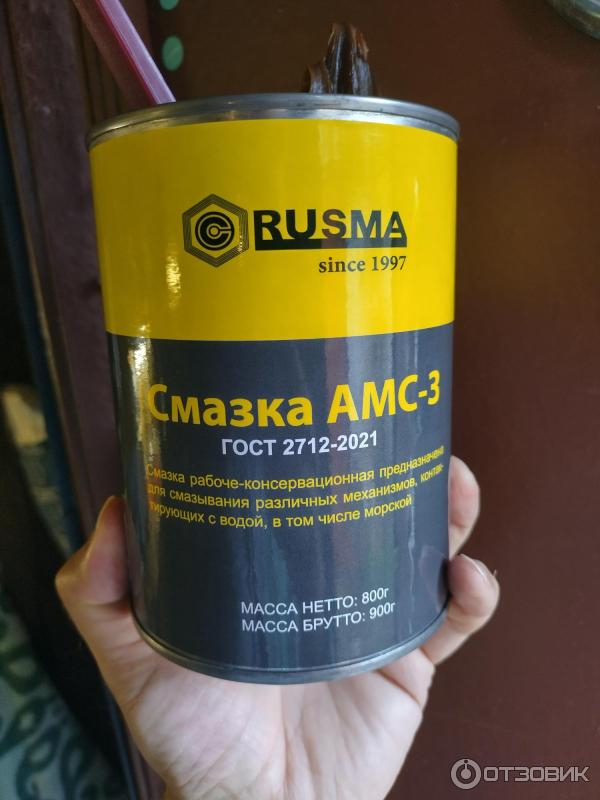 RUSMA
since 1997
Смазка АМС-3
ГОСТ 2712-2021
Смазка рабоче-консервационная предназначена
для смазывания различных механизмов, контак-
тирующих с водой, в том числе морской
МАССА НЕТТО: 800г
МАССА БРУТТО: 900г
ОТЗОВИК